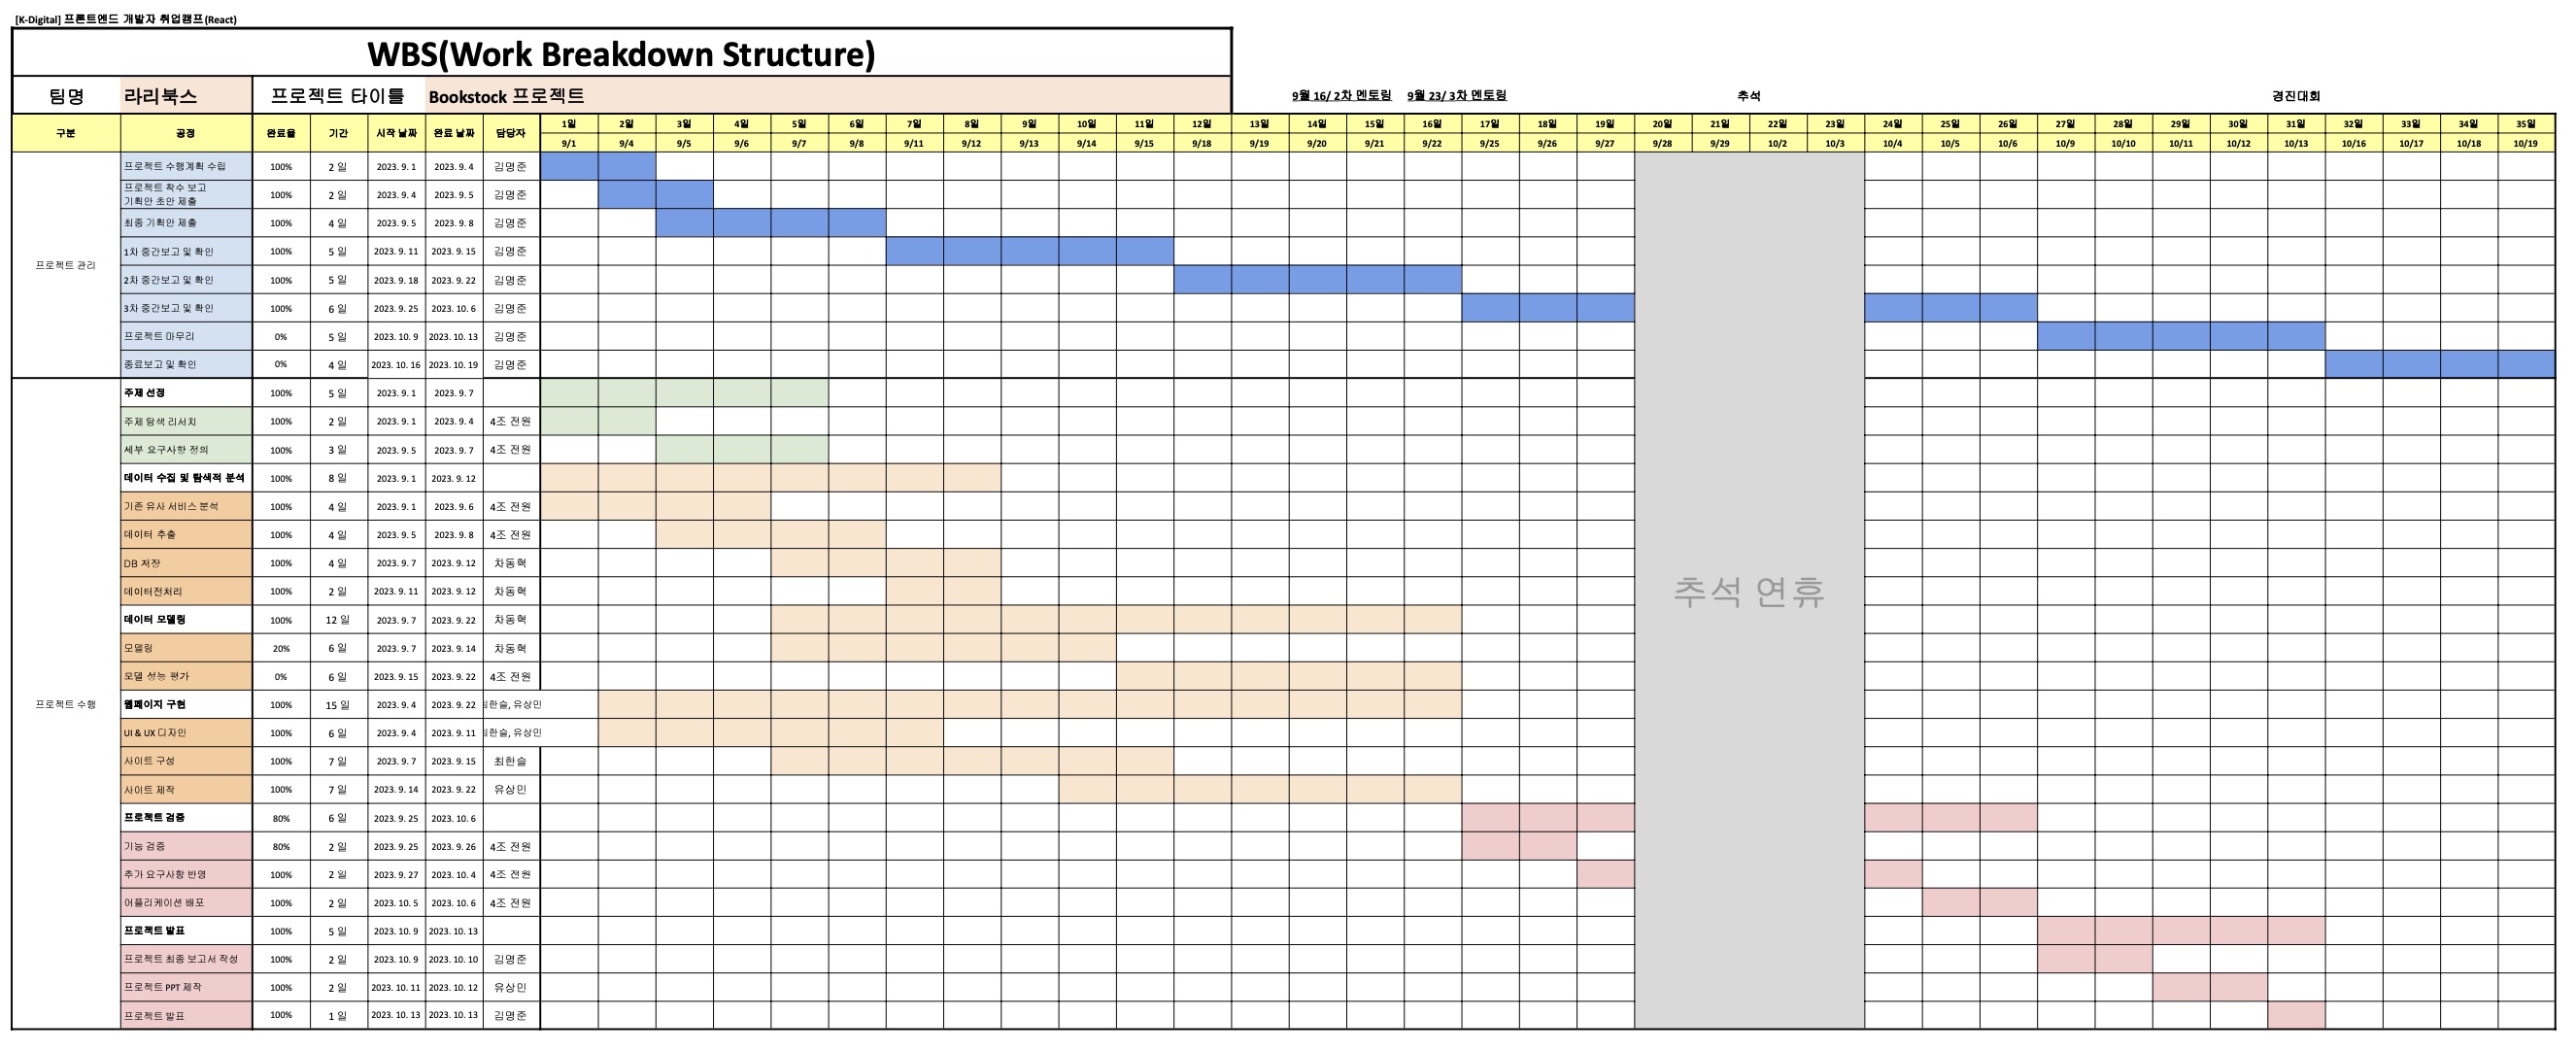 [K-Digital] 프론트엔드 개발자 취업캠프(React)
WBS(Work Breakdown Structure)
팀명 라리북스 프로젝트 타이틀 Bookstock 프로젝트 9월 16/ 2차 멘토링 9월 23/ 3차 멘토링 추석 경진대회
구분 공정 완료율 기간 시작 날짜 완료 날짜 담당자 1일 2일 3일 4일 5일 6일 7일 8일 9일 10일 11일 12일 13일 14일 15일 16일 17일 18일 19일 20일 21일 22일 23일 24일 25일 26일 27일 28일 29일 30일 31일 32일 33일 34일 35일
9/1 9/4 9/5 9/6 9/7 9/8 9/11 9/12 9/13 9/14 9/15 9/18 9/19 9/20 9/21 9/22 9/25 9/26 9/27 9/28 9/29 10/2 10/3 10/4 10/5 10/6 10/9 10/10 10/11 10/12 10/13 10/16 10/17 10/18 10/19
프로젝트 관리
프로젝트 수행계획 수립 100% 2 일 2023. 9. 1 2023. 9. 4 김명준
프로젝트 착수 보고
기획안 초안 제출 100% 2 일 2023. 9. 4 2023. 9. 5 김명준
최종 기획안 제출 100% 4 일 2023. 9. 5 2023. 9. 8 김명준
1차 중간보고 및 확인 100% 5 일 2023. 9. 11 2023. 9. 15 김명준
2차 중간보고 및 확인 100% 5 일 2023. 9. 18 2023. 9. 22 김명준
3차 중간보고 및 확인 100% 6 일 2023. 9. 25 2023. 10. 6 김명준
프로젝트 마무리 0% 5 일 2023. 10. 9 2023. 10. 13 김명준
종료보고 및 확인 0% 4 일 2023. 10. 16 2023. 10. 19 김명준
프로젝트 수행
주제 선정 100% 5 일 2023. 9. 1 2023. 9. 7
주제 탐색 리서치 100% 2 일 2023. 9. 1 2023. 9. 4 4조 전원
세부 요구사항 정의 100% 3 일 2023. 9. 5 2023. 9. 7 4조 전원
데이터 수집 및 탐색적 분석 100% 8 일 2023. 9. 1 2023. 9. 12
기존 유사 서비스 분석 100% 4 일 2023. 9. 1 2023. 9. 6 4조 전원
데이터 추출 100% 4 일 2023. 9. 5 2023. 9. 8 4조 전원
DB 저장 100% 4 일 2023. 9. 7 2023. 9. 12 차동혁
데이터전처리 100% 2 일 2023. 9. 11 2023. 9. 12 차동혁
추석 연휴
데이터 모델링 100% 12 일 2023. 9. 7 2023. 9. 22 차동혁
모델링 20% 6 일 2023. 9. 7 2023. 9. 14 차동혁
모델 성능 평가 0% 6 일 2023. 9. 15 2023. 9. 22 4조 전원
웹페이지 구현 100% 15 일 2023. 9. 4 2023. 9. 22 한슬, 유상민
UI & UX 디자인 100% 6 일 2023. 9. 4 2023. 9. 11 한슬, 유상민
사이트 구성 100% 7 일 2023. 9. 7 2023. 9. 15 최한슬
사이트 제작 100% 7 일 2023. 9. 14 2023. 9. 22 유상민
프로젝트 검증 80% 6 일 2023. 9. 25 2023. 10. 6
기능 검증 80% 2 일 2023. 9. 25 2023. 9. 26 4조 전원
추가 요구사항 반영 100% 2 일 2023. 9. 27 2023. 10. 4 4조 전원
어플리케이션 배포 100% 2 일 2023. 10. 5 2023. 10. 6 4조 전원
프로젝트 발표 100% 5 일 2023. 10. 9 2023. 10. 13
프로젝트 최종 보고서 작성 100% 2 일 2023. 10. 9 2023. 10. 10 김명준
프로젝트 PPT 제작 100% 2 일 2023. 10. 11 2023. 10. 12 유상민
프로젝트 발표 100% 1 일 2023. 10. 13 2023. 10. 13 김명준